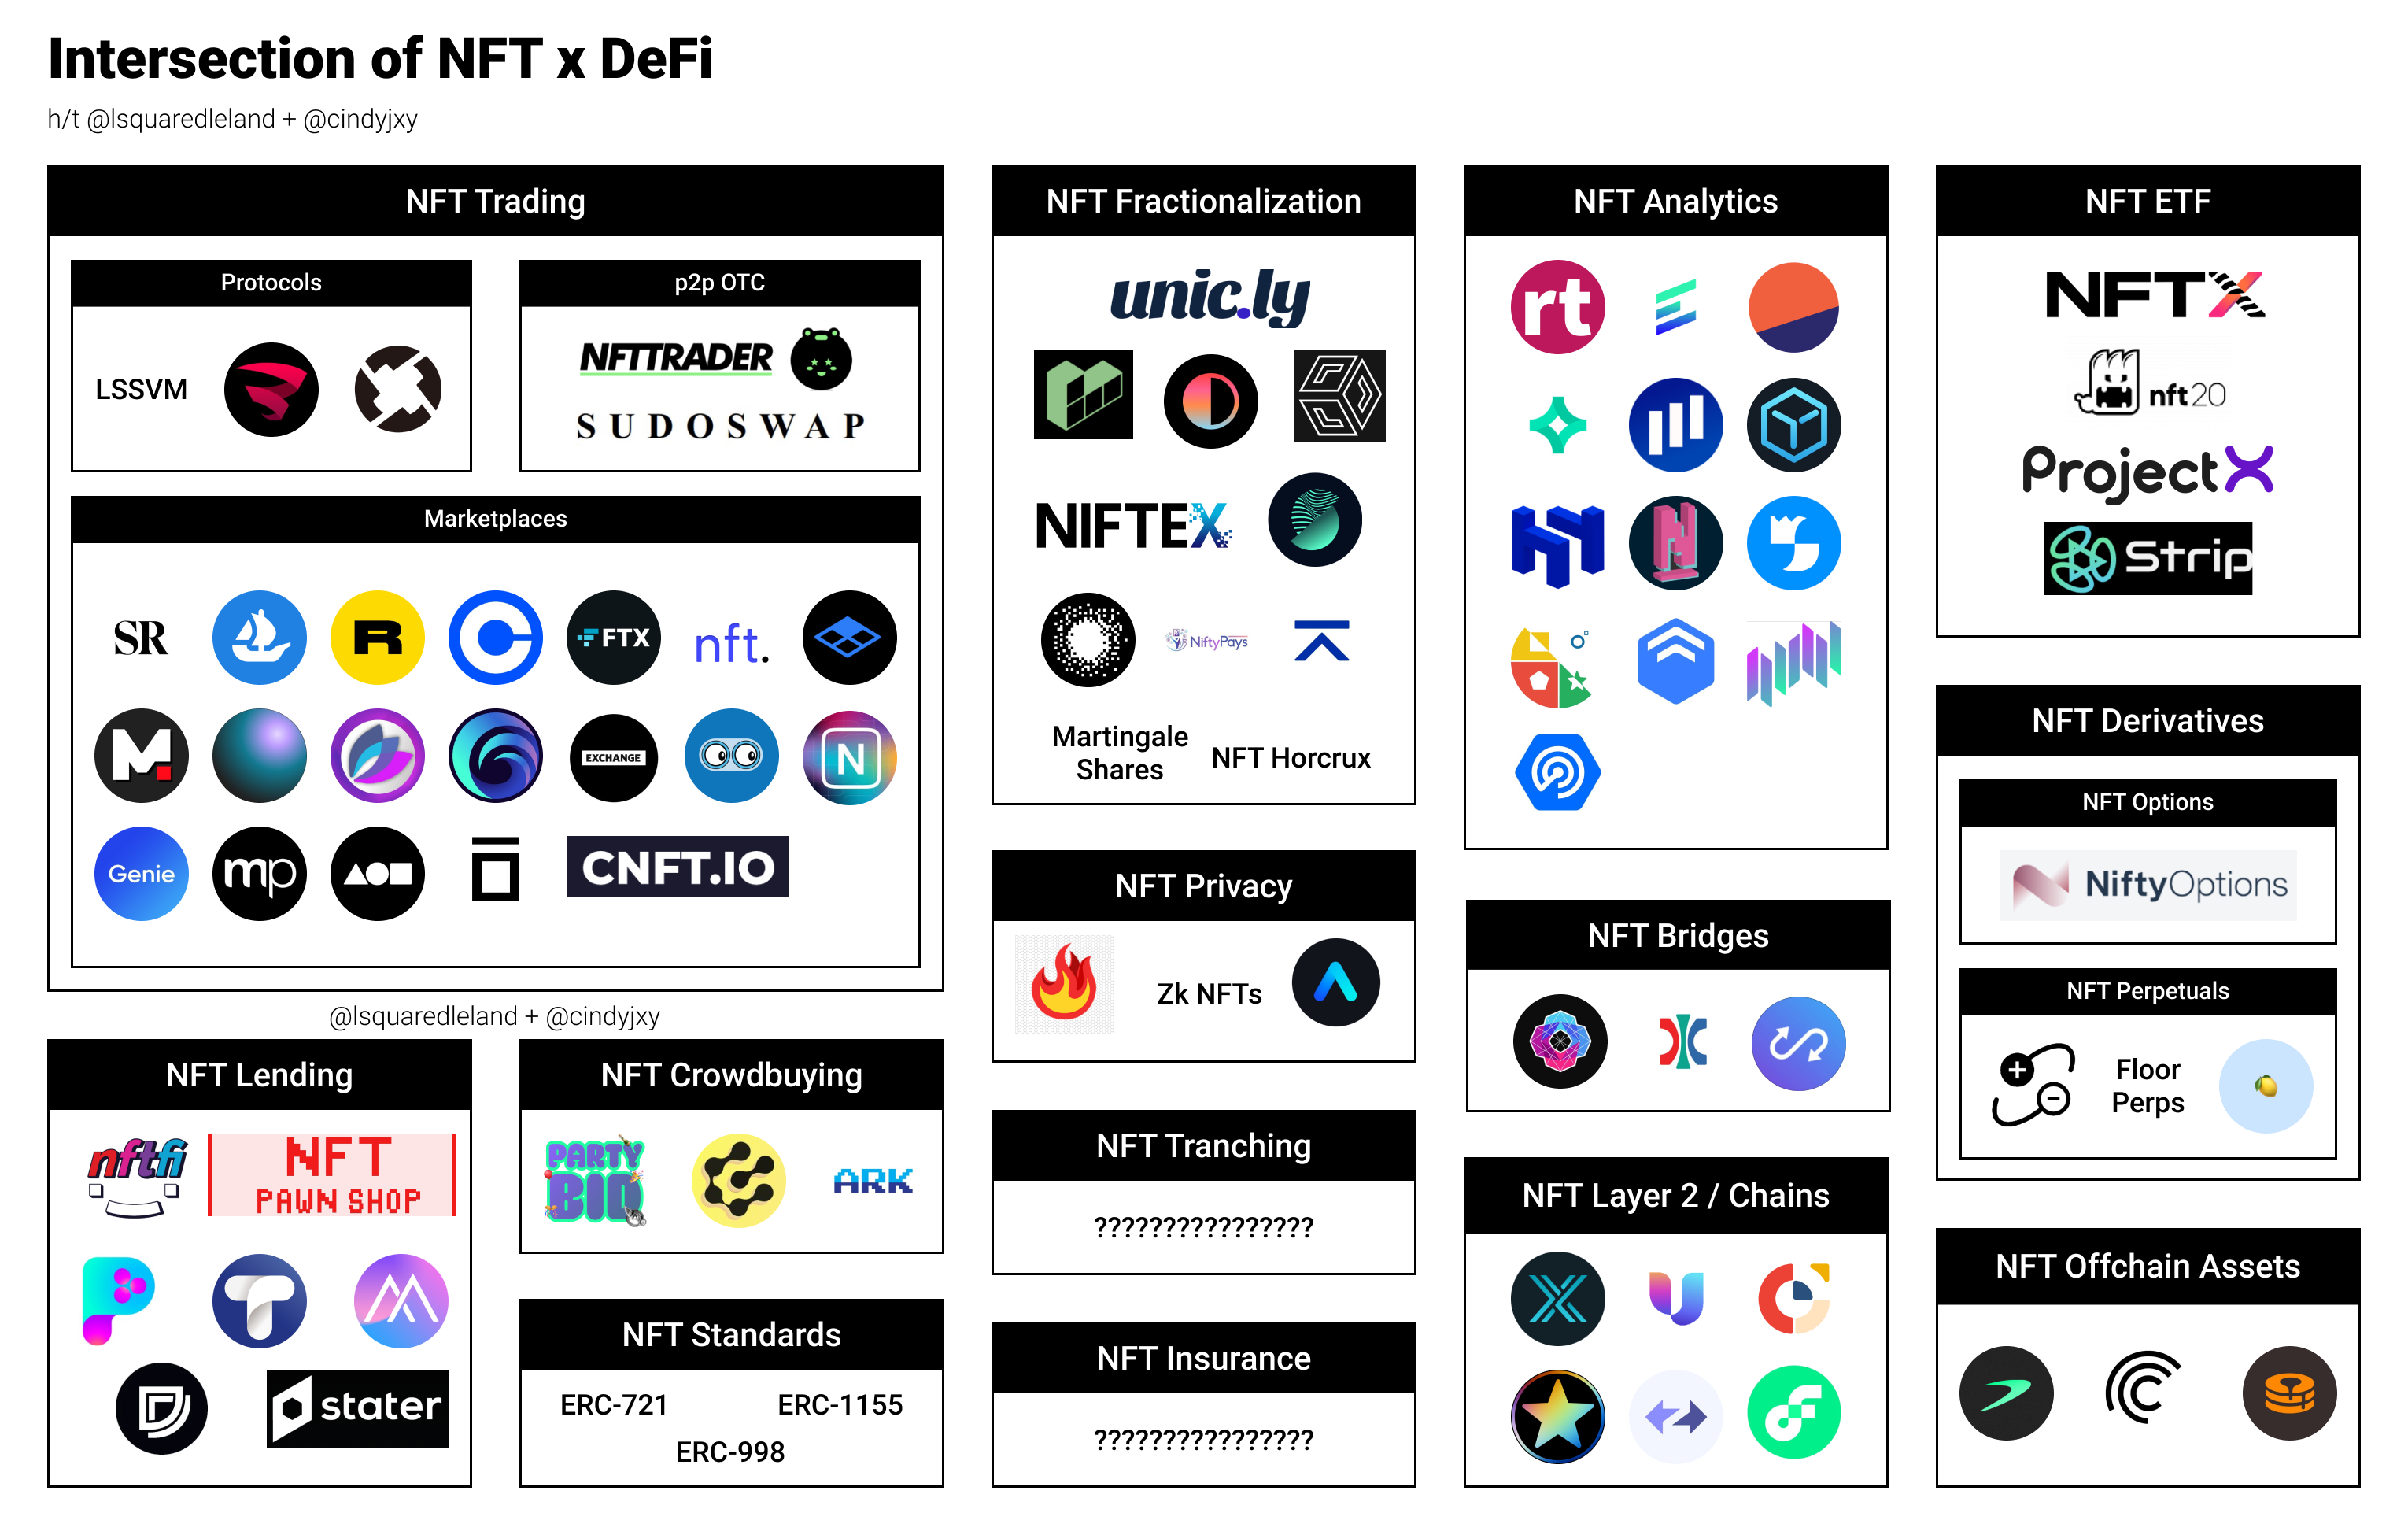 Intersection of NFT x DeFi
h/t @lsquaredleland + @cindyjxy
NFT Trading
Protocols
LSSVM
p2p OTC
NFTTRADER
SUDOSWAP
Marketplaces
SR
R
FTX
nft.
M
EXCHANGE
N
Genie
mp
CNFT.IO
@lsquaredleland + @cindyjxy
NFT Lending
nftfi
NFT
PAWN SHOP
stater
NFT Crowdbuying
PARTY
BID
ARK
NFT Standards
ERC-721
ERC-1155
ERC-998
NFT Fractionalization
unic.ly
NIFTEX
NiftyPays
Martingale
Shares
NFT Horcrux
NFT Privacy
Zk NFTs
NFT Tranching
????????????????
NFT Insurance
????????????????
NFT Analytics
rt
NFT Bridges
NFT Layer 2 / Chains
NFT ETF
NFTX
nft20
ProjectX
Strip
NFT Derivatives
NFT Options
NiftyOptions
NFT Perpetuals
Floor
Perps
NFT Offchain Assets